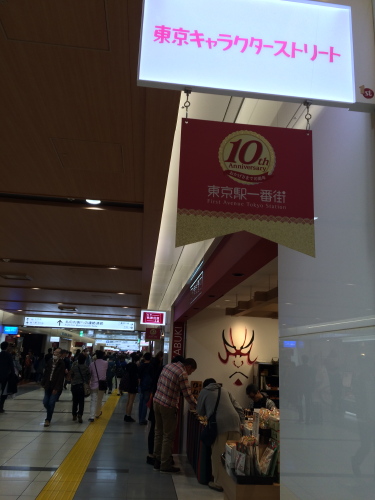 東京キャラクターストリート
10th
Anniversary
東京駅一番街
First Avenue Tokyo Station
ABUKI